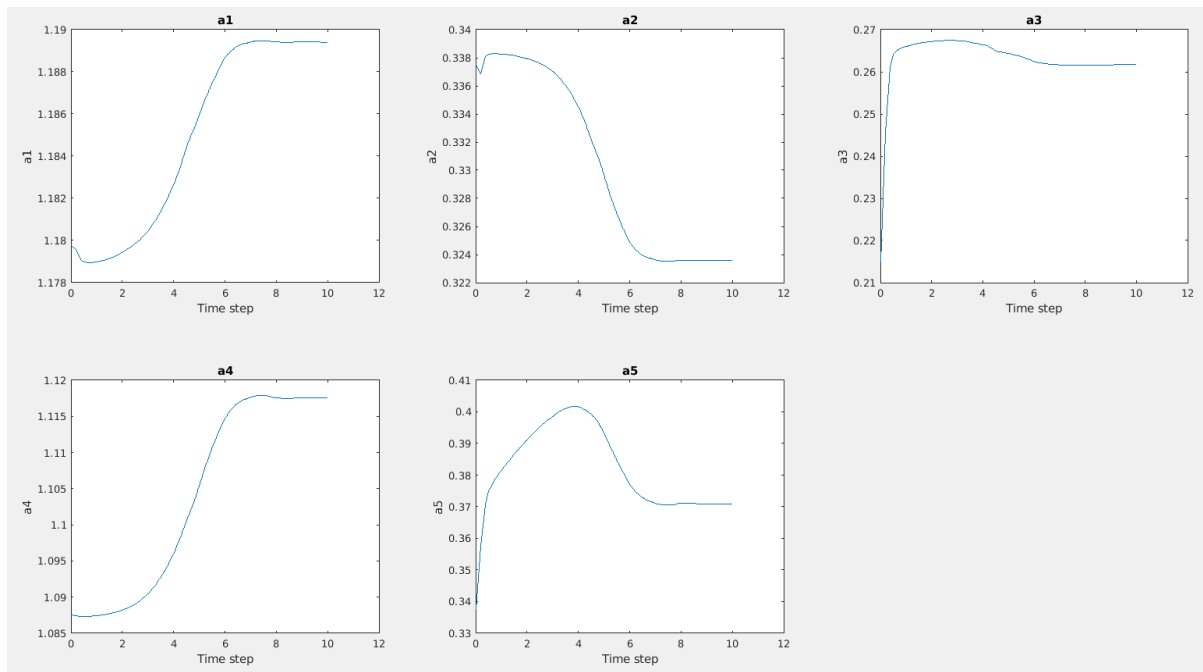 a1
1.19
1.188
1.186
1.184
1.182
1.18
1.178
a1
0 2 4 6 8 10 12
Time step
a2
0.34
0.338
0.336
0.334
0.332
0.33
0.328
0.326
0.324
0.322
a2
0 2 4 6 8 10 12
Time step
a3
0.27
0.26
0.25
0.24
0.23
0.22
0.21
a3
0 2 4 6 8 10 12
Time step
a4
1.12
1.115
1.11
1.105
1.1
1.095
1.09
1.085
a4
0 2 4 6 8 10 12
Time step
a5
0.41
0.4
0.39
0.38
0.37
0.36
0.35
0.34
0.33
a5
0 2 4 6 8 10 12
Time step